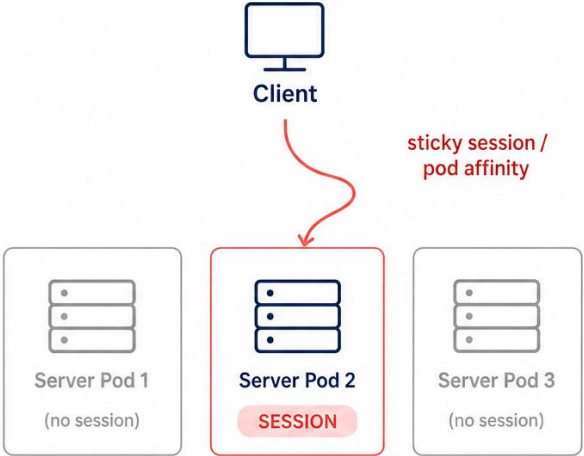 Client
sticky session /
pod affinity
Server Pod 1
(no session)
Server Pod 2
SESSION
Server Pod 3
(no session)